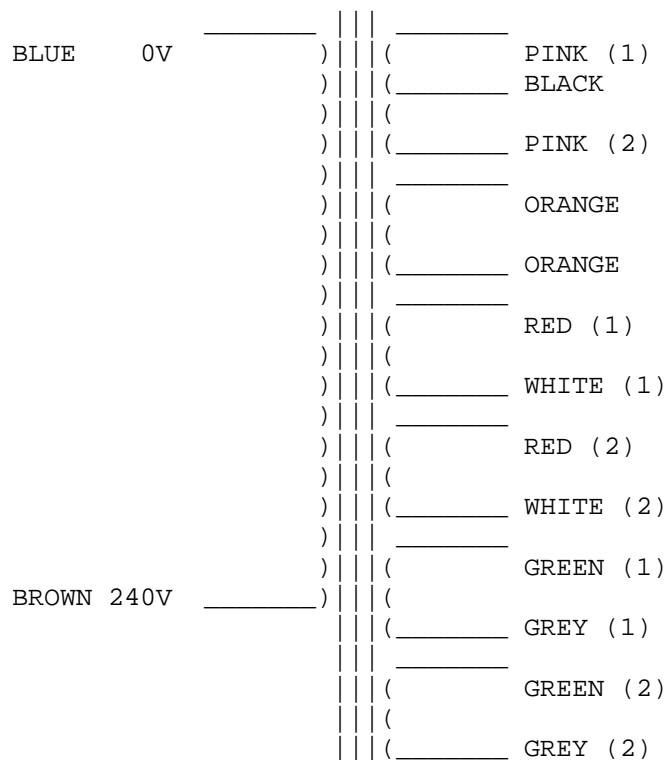 BLUE 0V PINK (1)
BLACK
PINK (2)
ORANGE
ORANGE
RED (1)
WHITE (1)
RED (2)
WHITE (2)
GREEN (1)
BROWN 240V
GREY (1)
GREEN (2)
GREY (2)